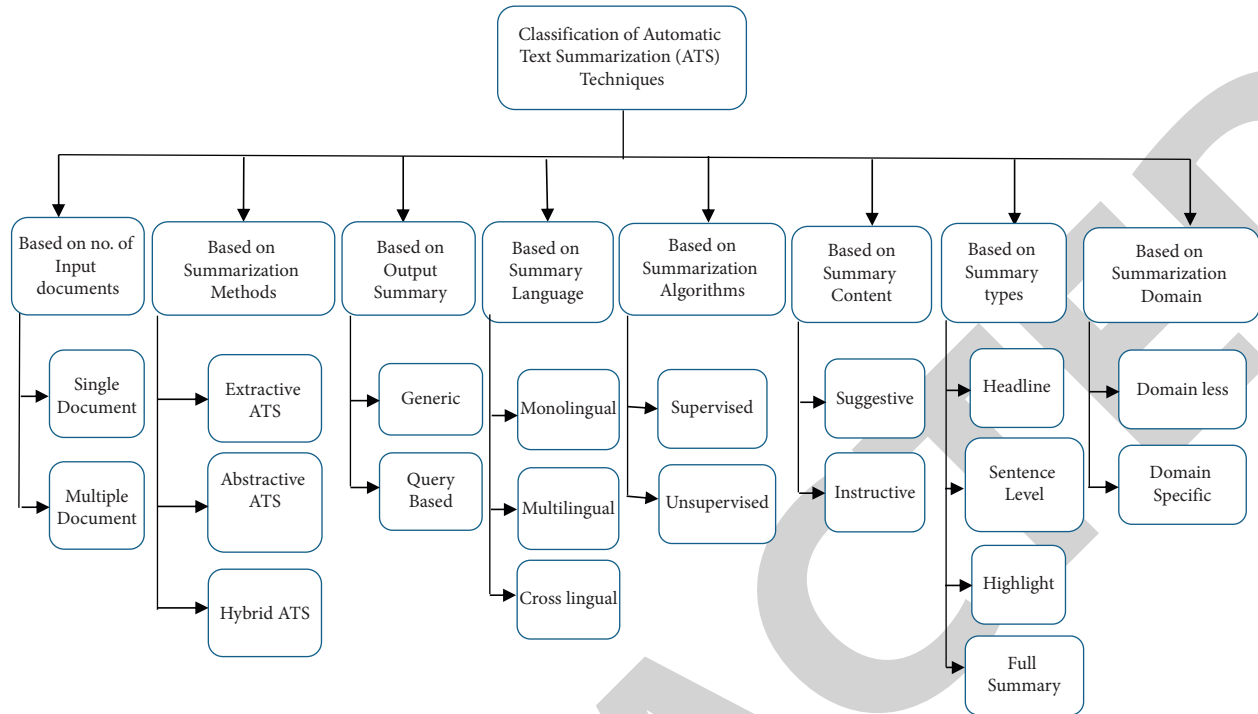 Classification of Automatic
Text Summarization (ATS)
Techniques
Based on no. of
Input
documents
Single
Document
Multiple
Document
Based on
Summarization
Methods
Extractive
ATS
Abstractive
ATS
Hybrid ATS
Based on
Output
Summary
Generic
Query
Based
Based on
Summary
Language
Monolingual
Multilingual
Cross lingual
Based on
Summarization
Algorithms
Supervised
Unsupervised
Based on
Summary
Content
Suggestive
Instructive
Based on
Summary
types
Headline
Sentence
Level
Highlight
Full
Summary
Based on
Summarization
Domain
Domain less
Domain
Specific